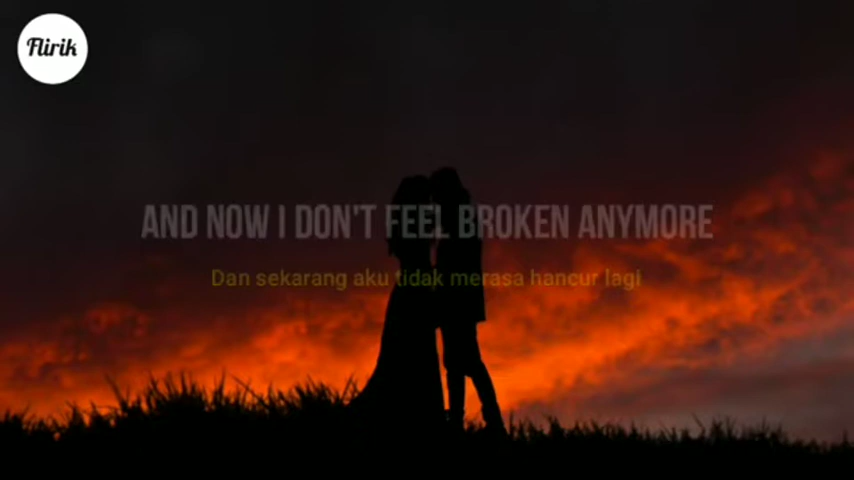 Flirik
AND NOW I DON'T FEEL BROKEN ANYMORE
Dan sekarang aku tidak merasa hancur lagi